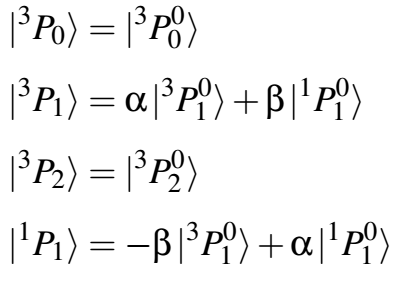 |³P₀⟩ = |³P₀⁰⟩
|³P₁⟩ = α|³P₁⁰⟩ + β|¹P₁⁰⟩
|³P₂⟩ = |³P₂⁰⟩
|¹P₁⟩ = −β|³P₁⁰⟩ + α|¹P₁⁰⟩